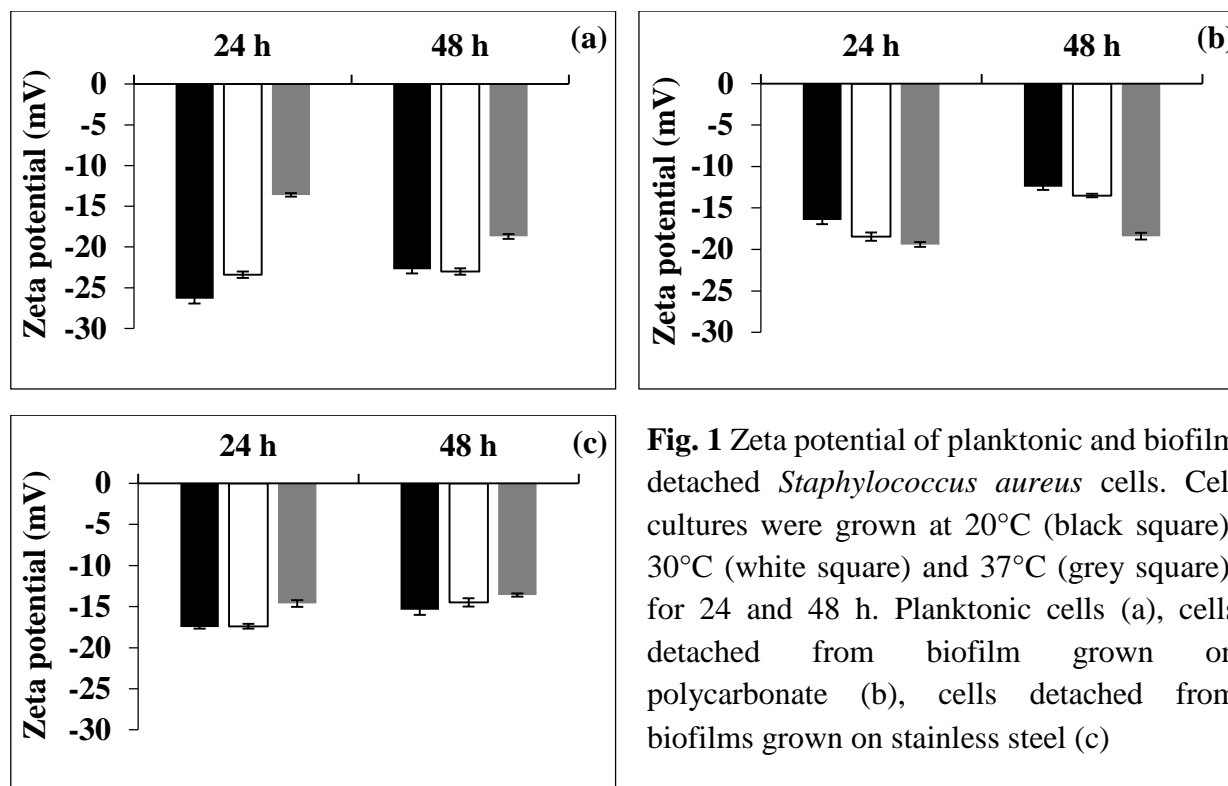 24 h 48 h (a)
Zeta potential (mV)
0
-5
-10
-15
-20
-25
-30
24 h 48 h (b)
Zeta potential (mV)
0
-5
-10
-15
-20
-25
-30
24 h 48 h (c)
Zeta potential (mV)
0
-5
-10
-15
-20
-25
-30
Fig. 1 Zeta potential of planktonic and biofilm
detached Staphylococcus aureus cells. Cel
cultures were grown at 20°C (black square)
30°C (white square) and 37°C (grey square)
for 24 and 48 h. Planktonic cells (a), cells
detached from biofilm grown on
polycarbonate (b), cells detached from
biofilms grown on stainless steel (c)